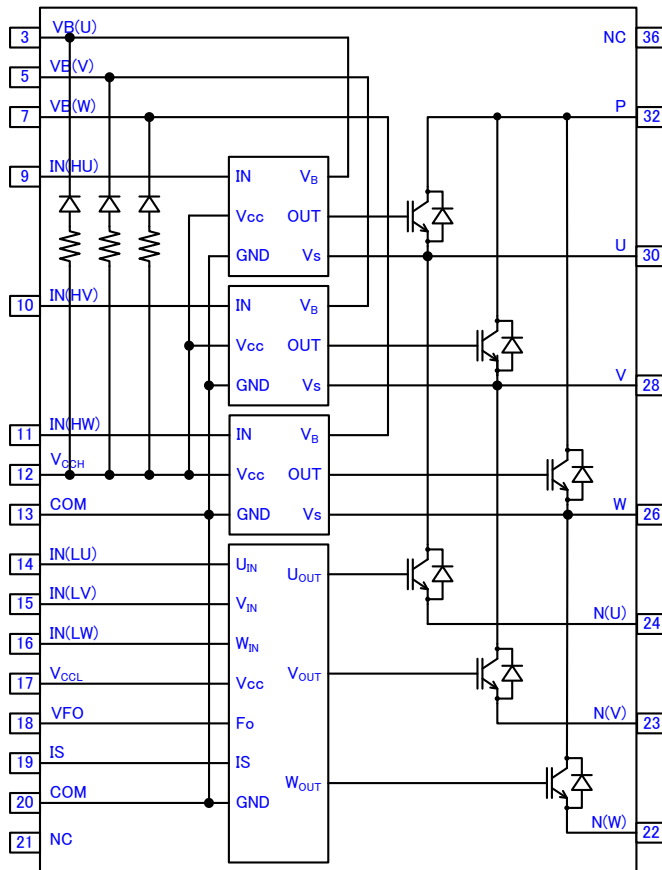 3 VB(U)
5 VB(V)
7 VB(W)
9 IN(HU)
10 IN(HV)
11 IN(HW)
12 VCCH
13 COM
14 IN(LU)
15 IN(LV)
16 IN(LW)
17 VCCL
18 VFO
19 IS
20 COM
21 NC
IN VB
Vcc OUT
GND Vs
IN VB
Vcc OUT
GND Vs
IN VB
Vcc OUT
GND Vs
UIN UOUT
VIN
WIN
Vcc VOUT
Fo
IS
WOUT
GND
NC 36
P 32
U 30
V 28
W 26
N(U) 24
N(V) 23
N(W) 22